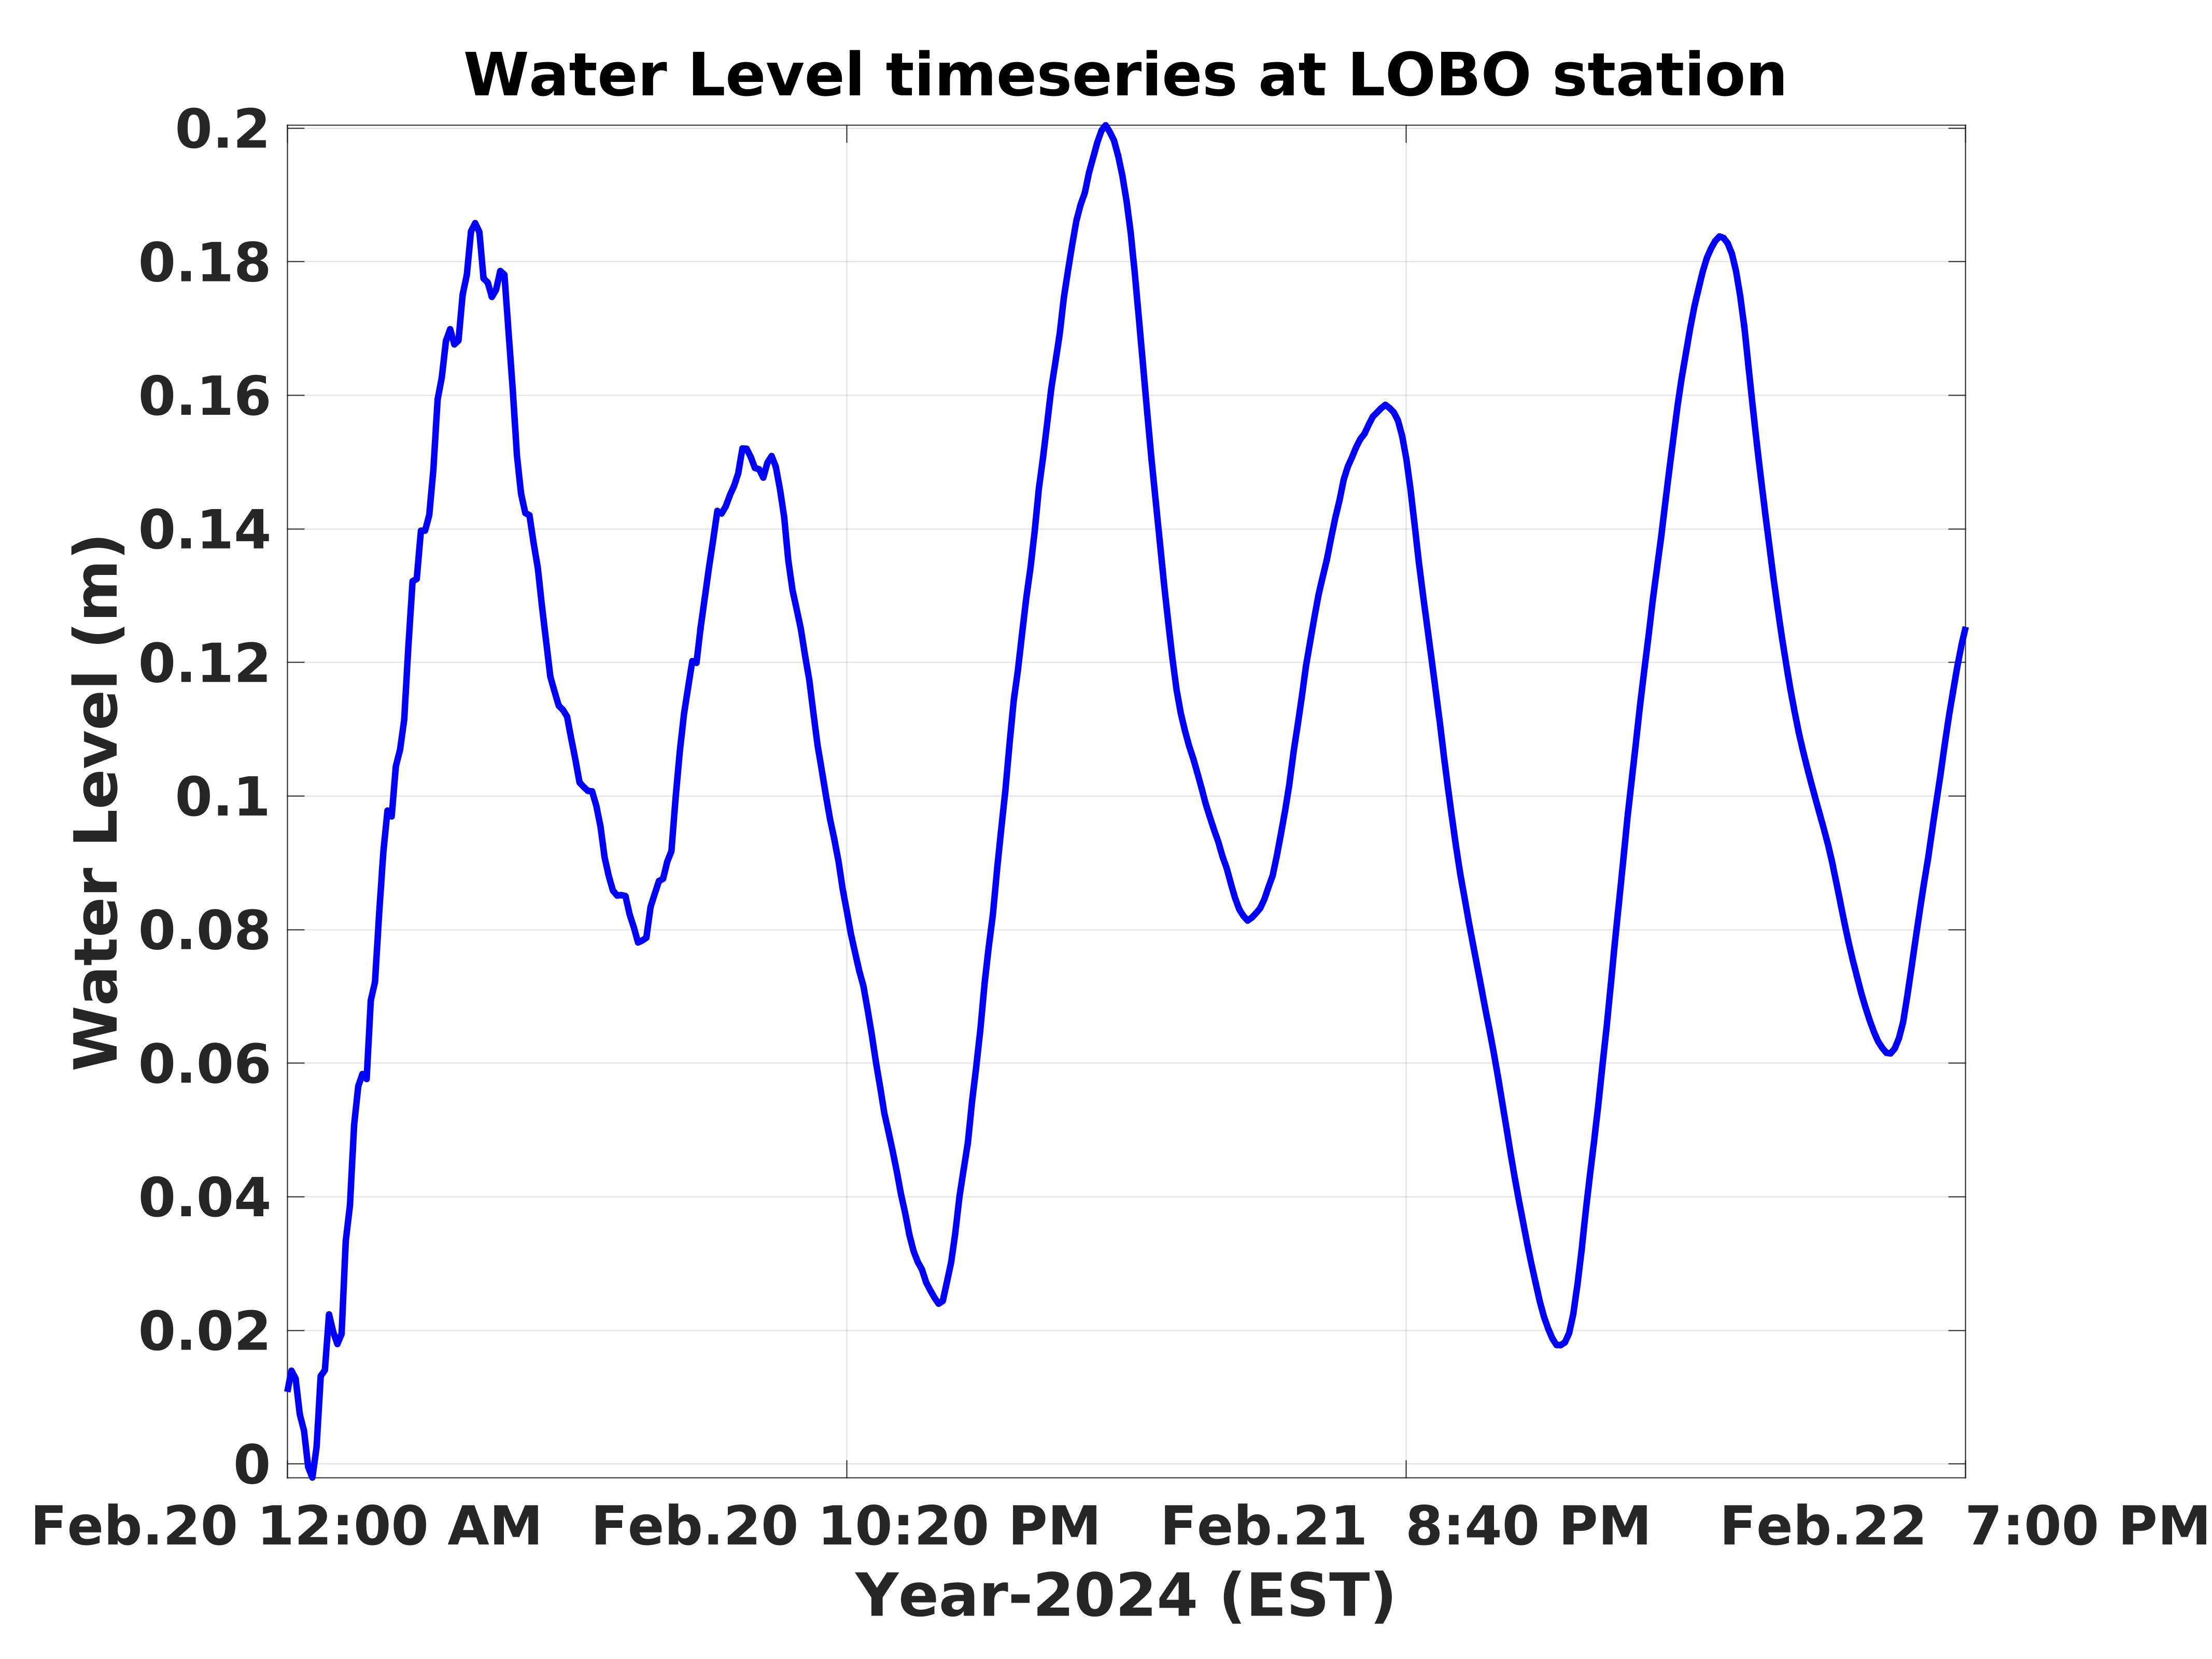 Water Level timeseries at LOBO station
0.2
0.18
0.16
0.14
0.12
0.1
0.08
0.06
0.04
0.02
0
Water Level (m)
Feb.20 12:00 AM Feb.20 10:20 PM Feb.21 8:40 PM Feb.22 7:00 PM
Year-2024 (EST)